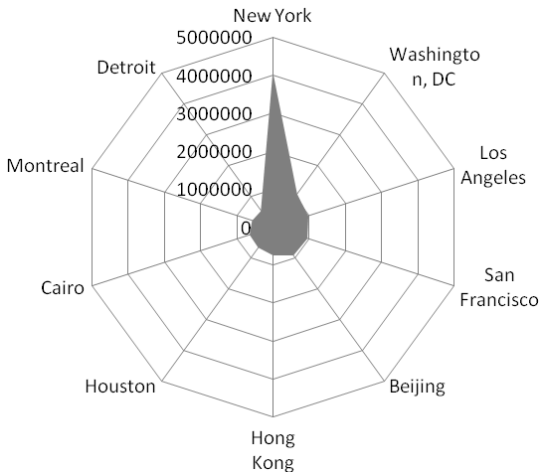 New York
5000000
Washingto
n, DC
4000000
Detroit
3000000
2000000
Los
Angeles
Montreal
1000000
0
San
Francisco
Cairo
Houston
Beijing
Hong
Kong